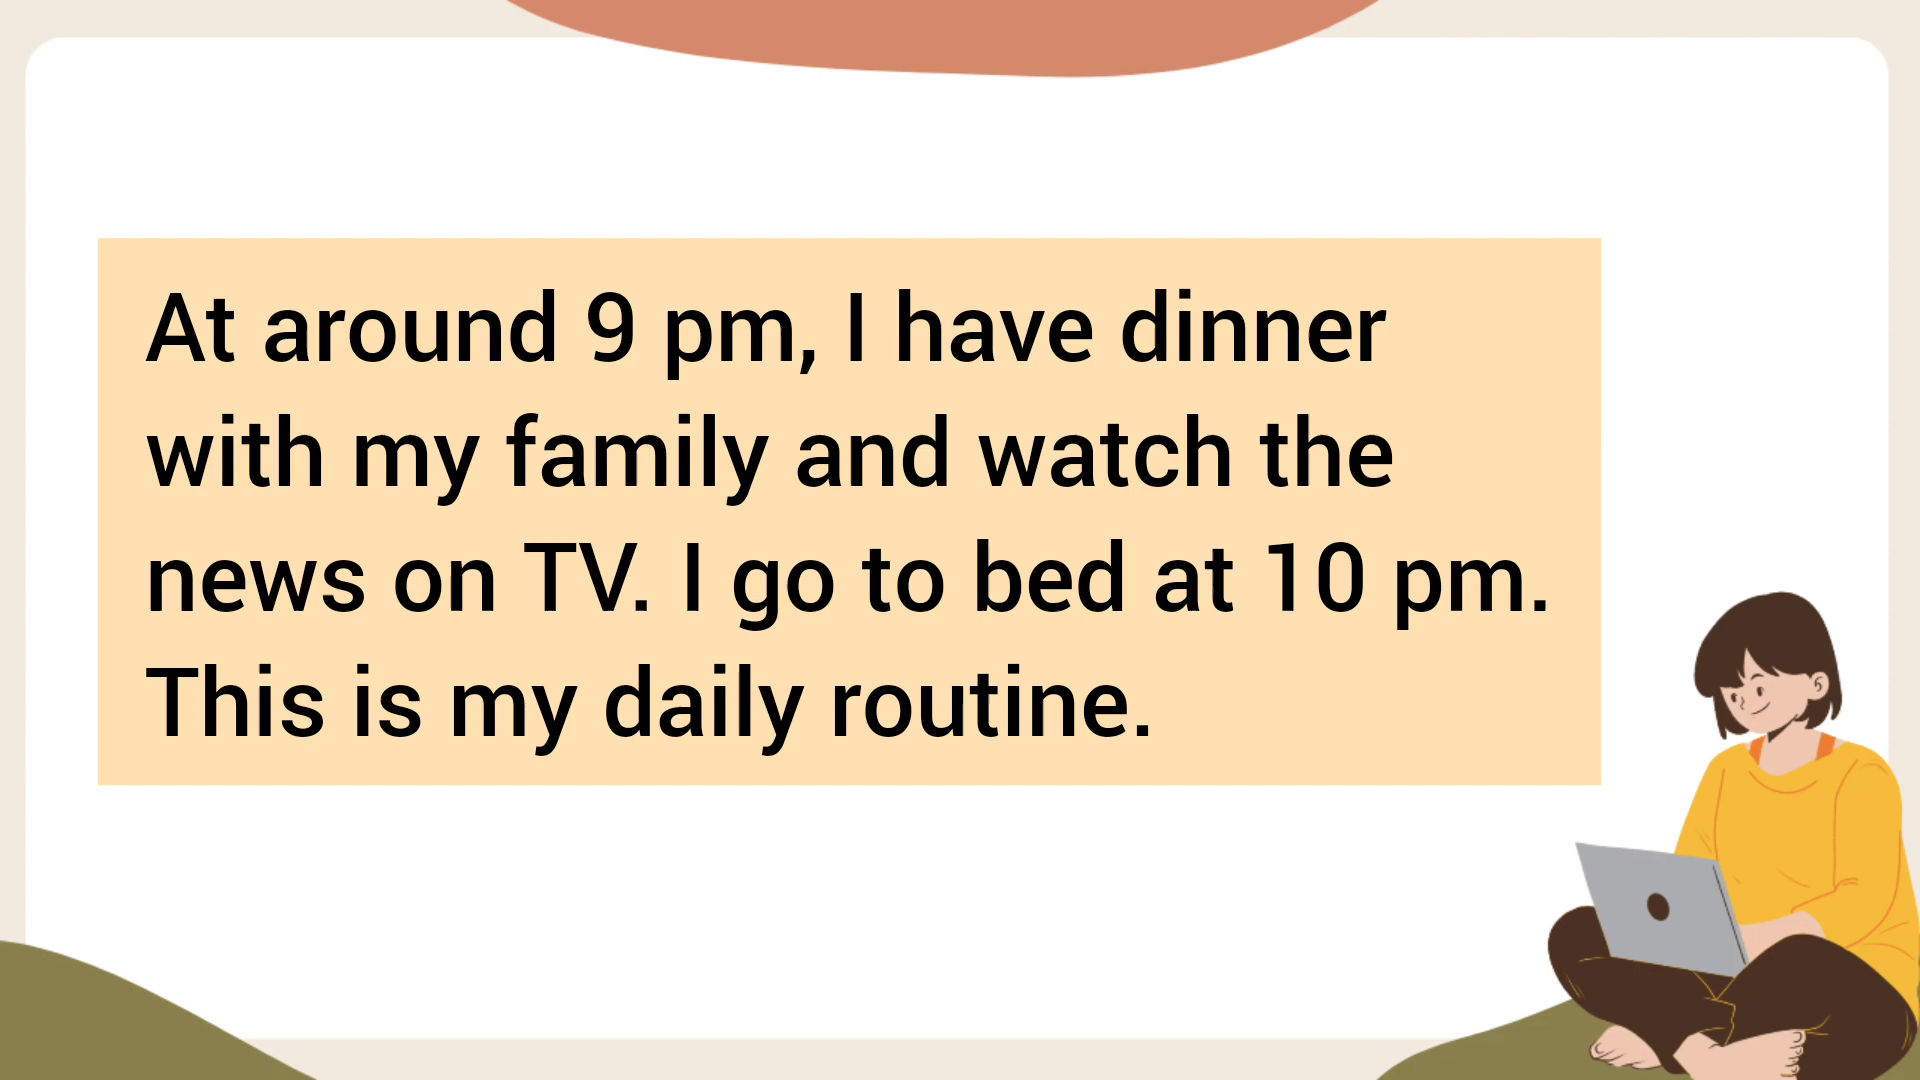 At around 9 pm, I have dinner
with my family and watch the
news on TV. I go to bed at 10 pm.
This is my daily routine.